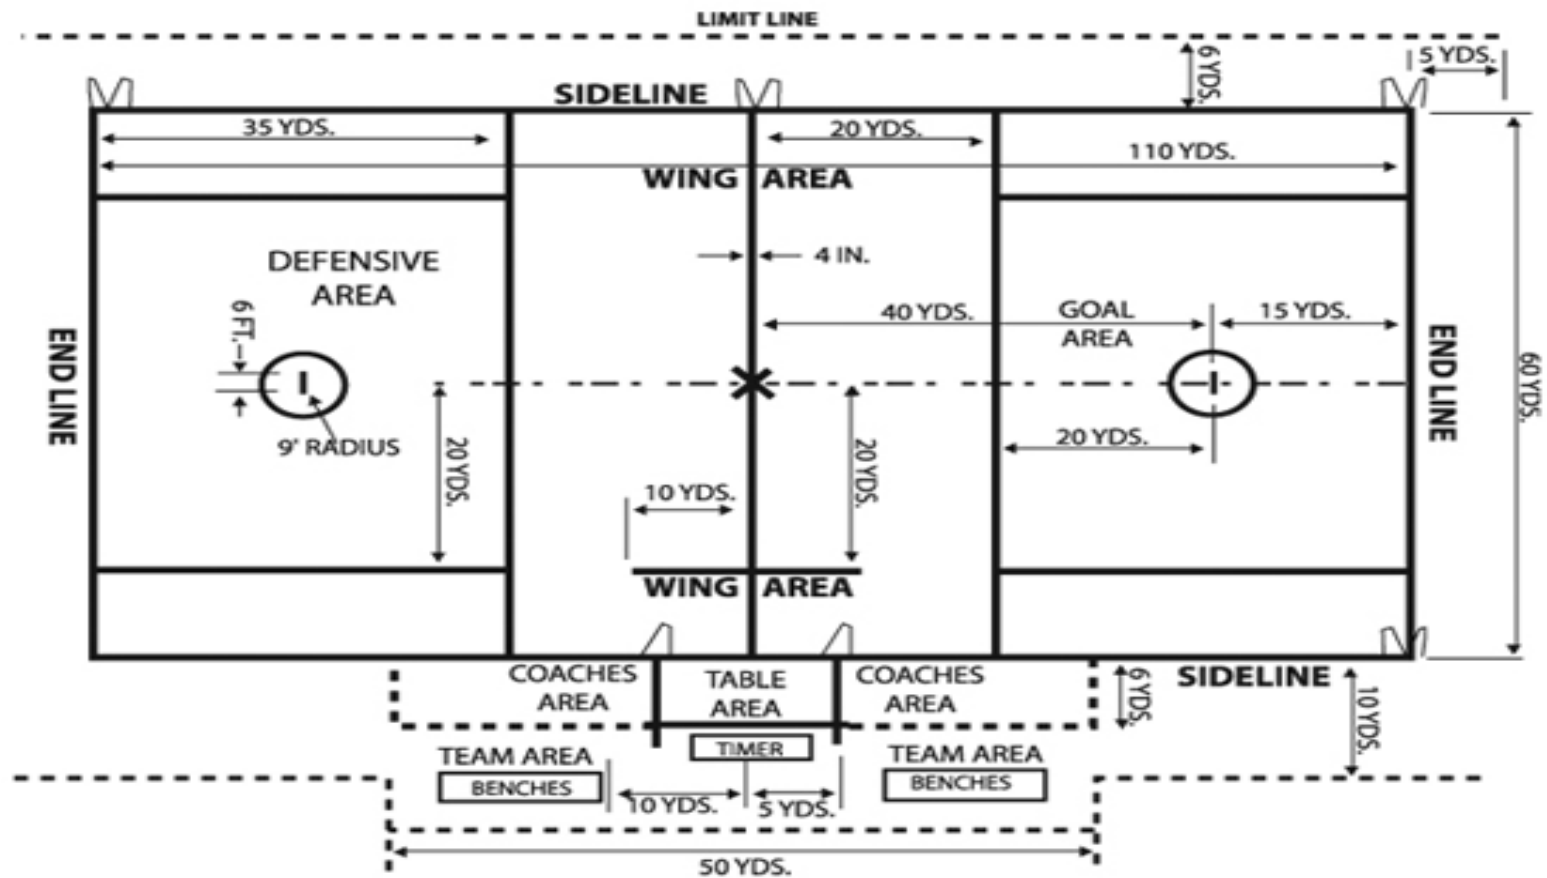 LIMIT LINE
6 YDS.
5 YDS.
SIDELINE
35 YDS.
20 YDS.
110 YDS.
WING AREA
4 IN.
DEFENSIVE
AREA
6 FT.
40 YDS.
GOAL
AREA
15 YDS.
END LINE
END LINE
60 YDS.
9' RADIUS
20 YDS.
20 YDS.
20 YDS.
10 YDS.
WING AREA
COACHES
AREA
TABLE
AREA
COACHES
AREA
6 YDS.
SIDELINE
10 YDS.
TEAM AREA
BENCHES
TIMER
TEAM AREA
BENCHES
10 YDS.
5 YDS.
50 YDS.